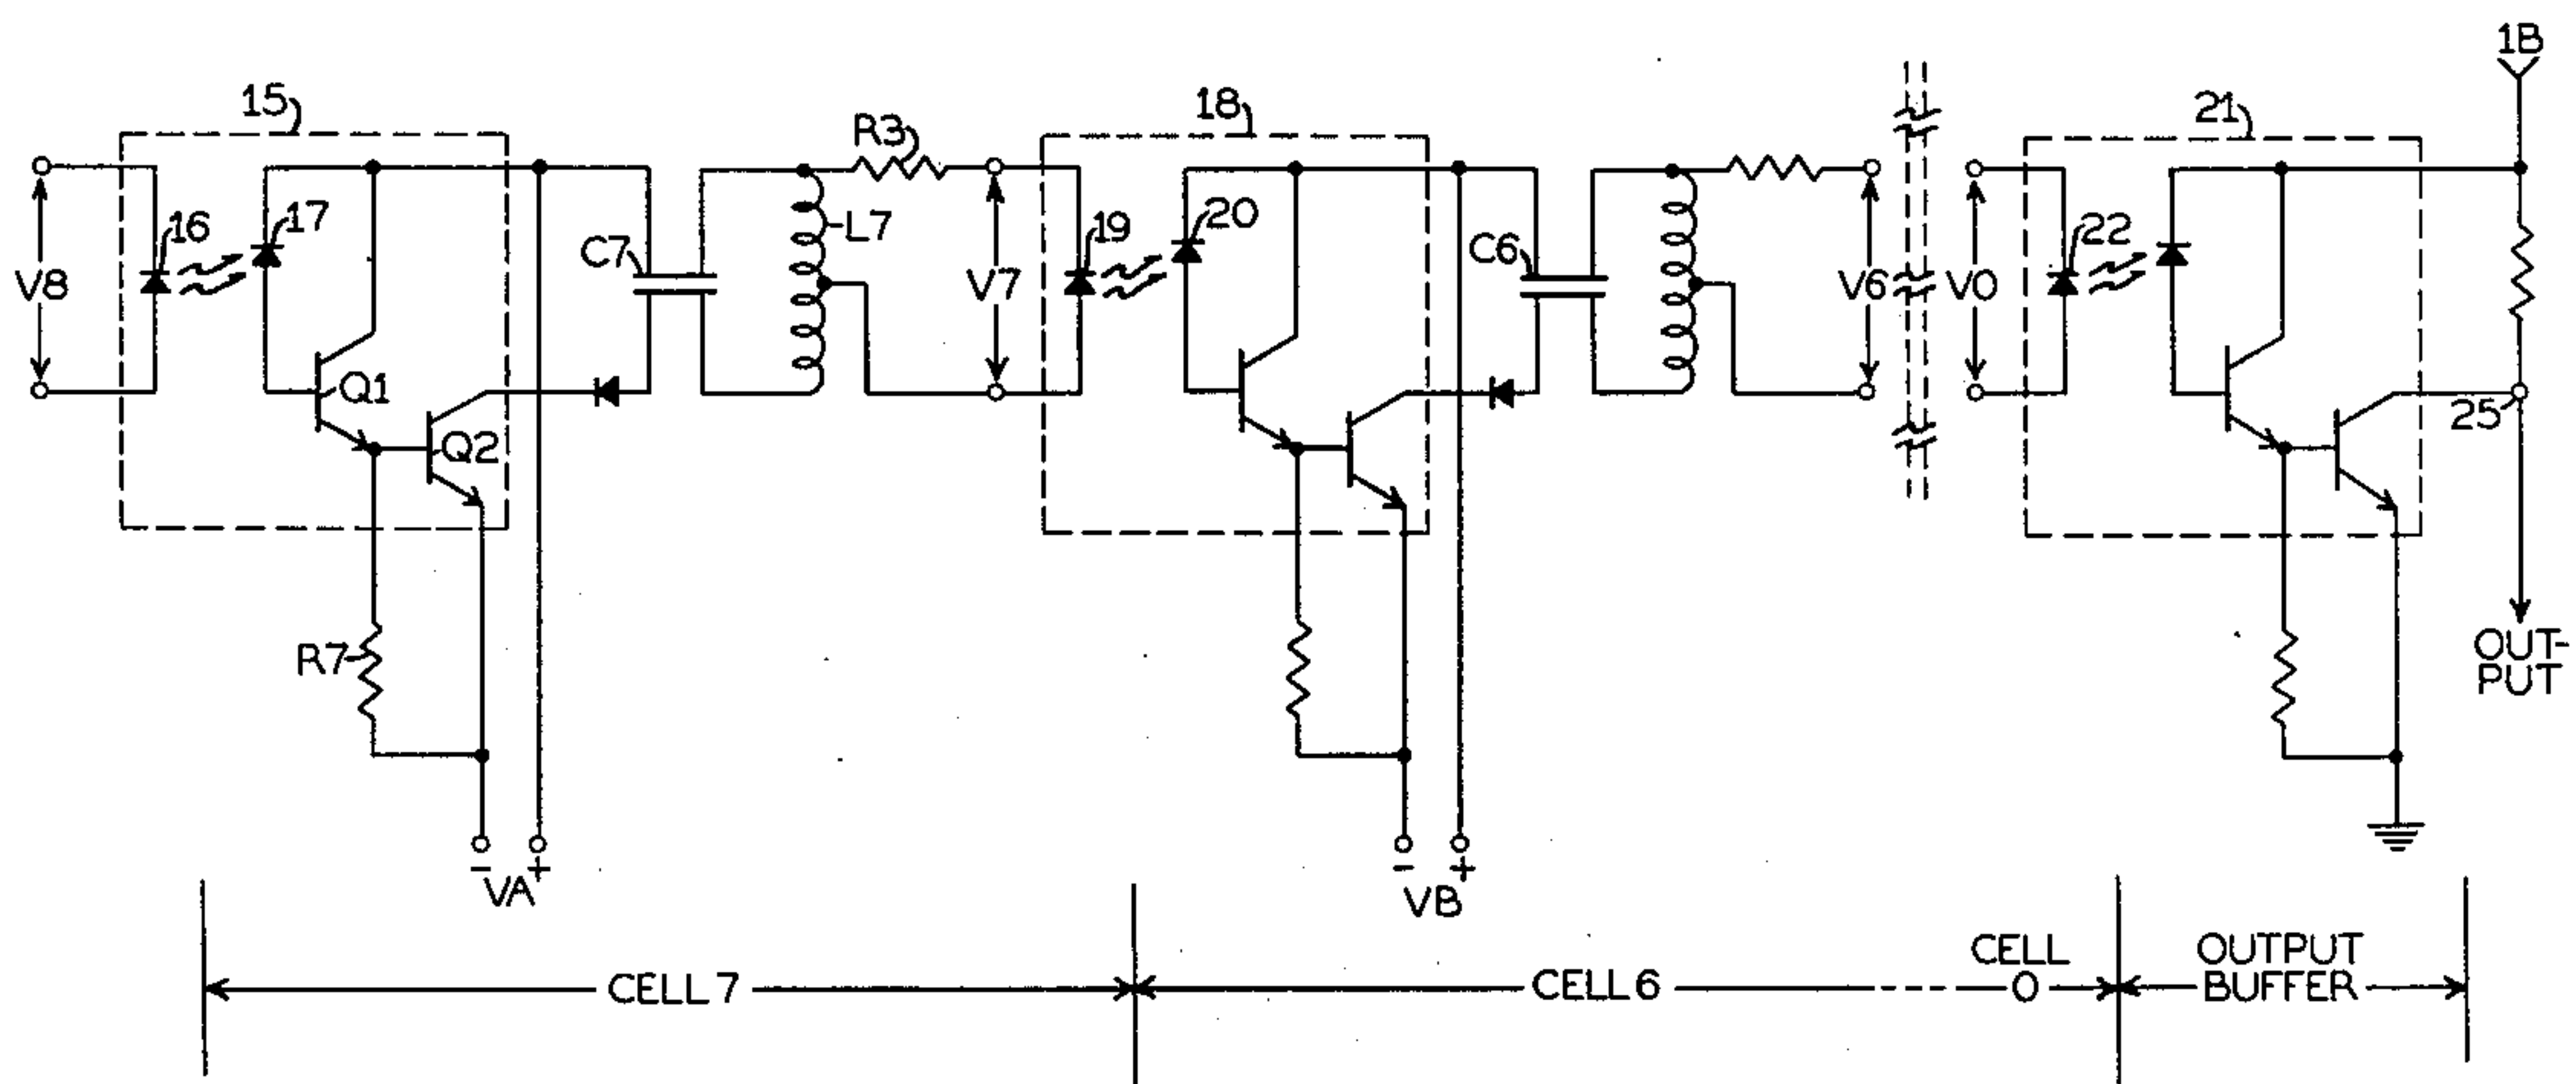 1B
15
18
21
R3
16
17
L7
19
20
22
C7
C6
V8
V7
V6
V0
Q1
Q2
25
R7
OUT-
PUT
- +
VA
- +
VB
CELL 7
CELL 6
CELL
0
OUTPUT
BUFFER